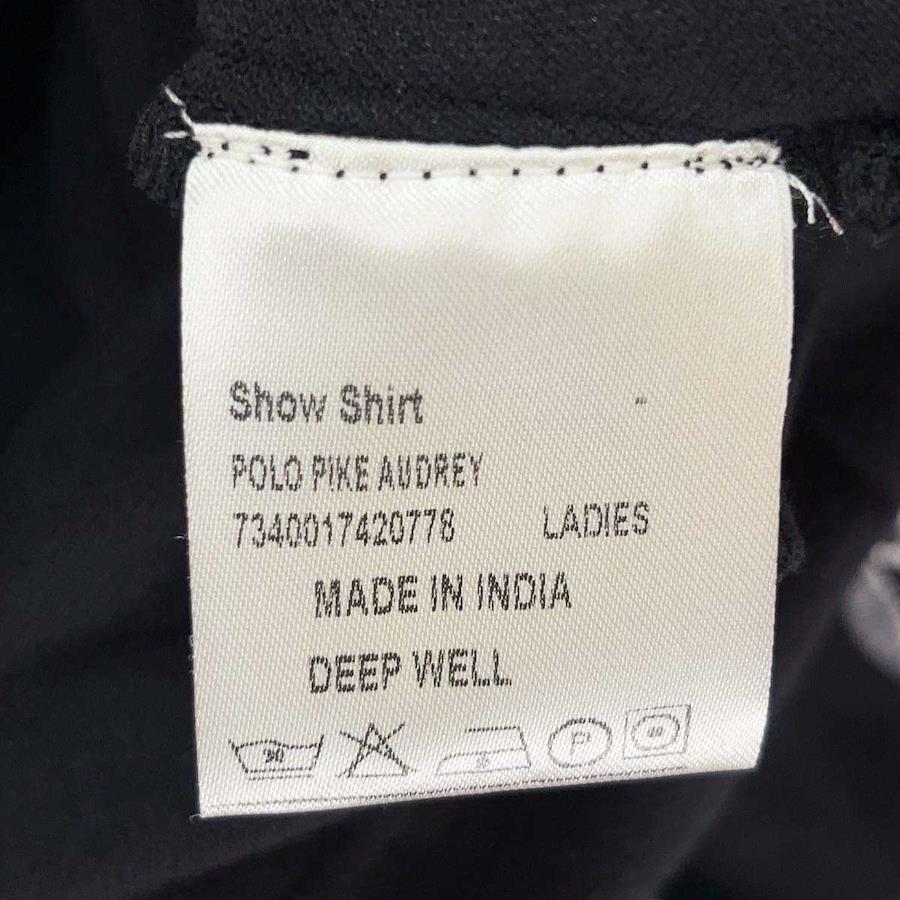 Show Shirt -
POLO PIKE AUDREY
7340017420778 LADIES
MADE IN INDIA
DEEP WELL
30 P